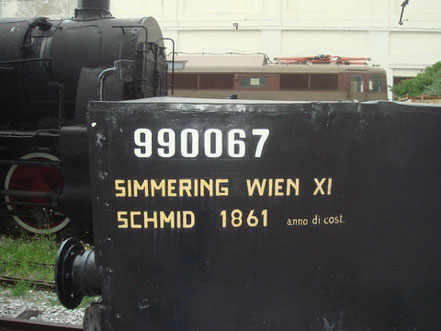 990067
SIMMERING WIEN XI
SCHMID 1861 anno di cost.